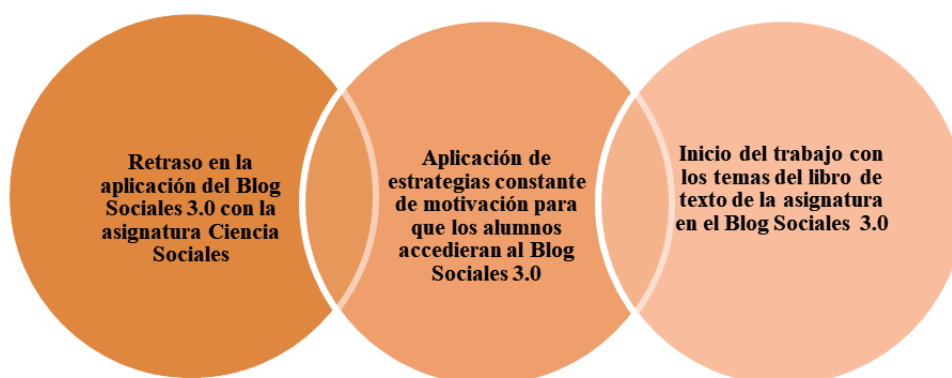 Retraso en la
aplicación del Blog
Sociales 3.0 con la
asignatura Ciencia
Sociales
Aplicación de
estrategias constante
de motivación para
que los alumnos
accedieran al Blog
Sociales 3.0
Inicio del trabajo con
los temas del libro de
texto de la asignatura
en el Blog Sociales 3.0